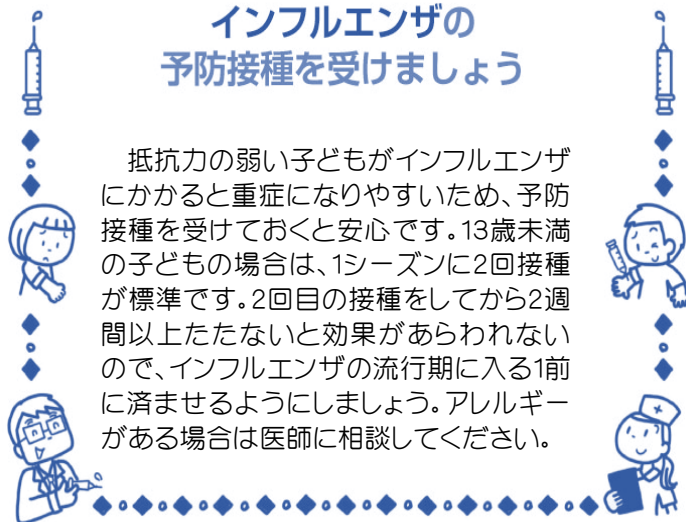 インフルエンザの
予防接種を受けましょう
　抵抗力の弱い子どもがインフルエンザ
にかかると重症になりやすいため、予防
接種を受けておくと安心です。13歳未満
の子どもの場合は、1シーズンに2回接種
が標準です。2回目の接種をしてから2週
間以上たたないと効果があらわれない
ので、インフルエンザの流行期に入る1前
に済ませるようにしましょう。アレルギー
がある場合は医師に相談してください。